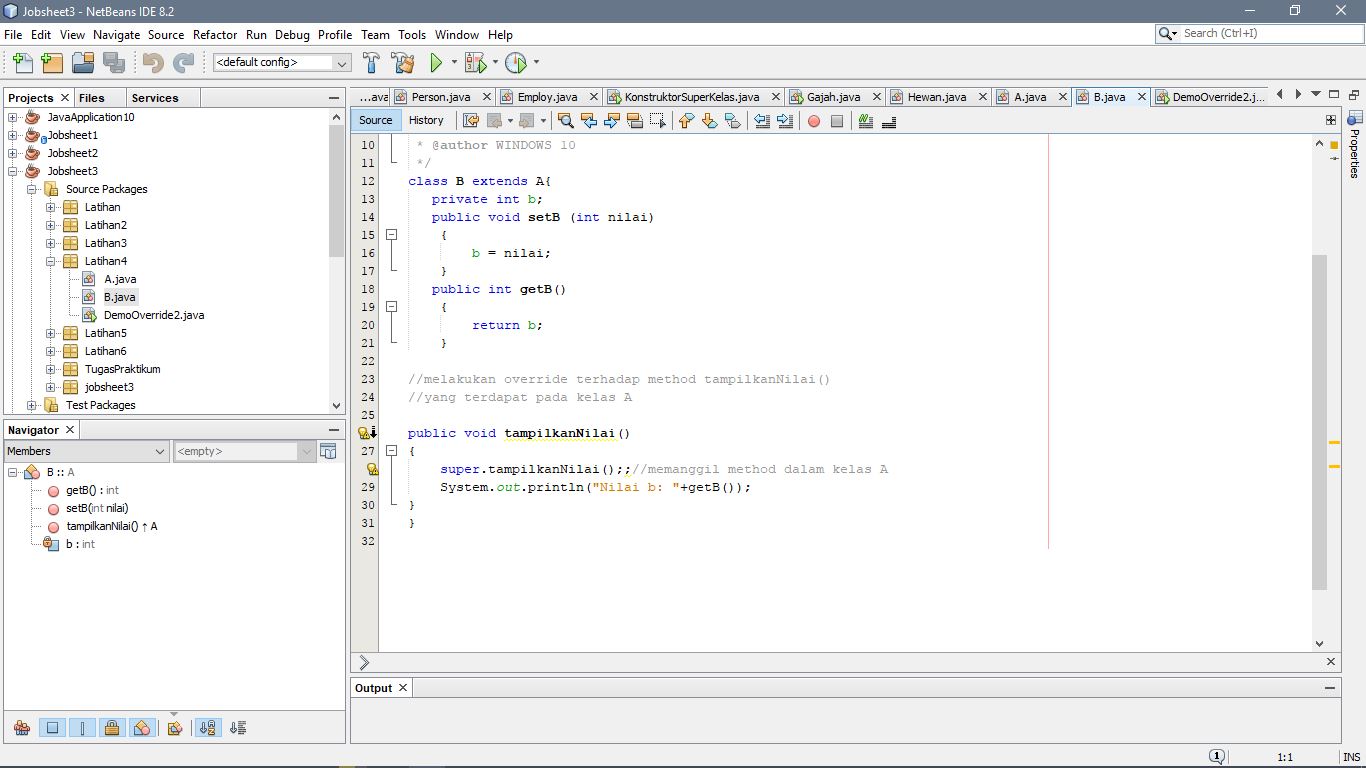 Jobsheet3 - NetBeans IDE 8.2
File Edit View Navigate Source Refactor Run Debug Profile Team Tools Window Help
Search (Ctrl+I)
<default config>
Projects Files Services
JavaApplication10
Jobsheet1
Jobsheet2
Jobsheet3
Source Packages
Latihan
Latihan2
Latihan3
Latihan4
A.java
B.java
DemoOverride2.java
Latihan5
Latihan6
TugasPraktikum
jobsheet3
Test Packages
Navigator
Members <empty>
B :: A
getB() : int
setB(int nilai)
tampilkanNilai() ↑ A
b : int
...ava Person.java Employ.java KonstruktorSuperKelas.java Gajah.java Hewan.java A.java B.java DemoOverride2.j...
Source History
10 * @author WINDOWS 10
11 */
12 class B extends A{
13 private int b;
14 public void setB (int nilai)
15 {
16 b = nilai;
17 }
18 public int getB()
19 {
20 return b;
21 }
22
23 //melakukan override terhadap method tampilkanNilai()
24 //yang terdapat pada kelas A
25
public void tampilkanNilai()
27 {
super.tampilkanNilai();;//memanggil method dalam kelas A
29 System.out.println("Nilai b: "+getB());
30 }
31 }
32
Properties
Output
1
1:1 INS